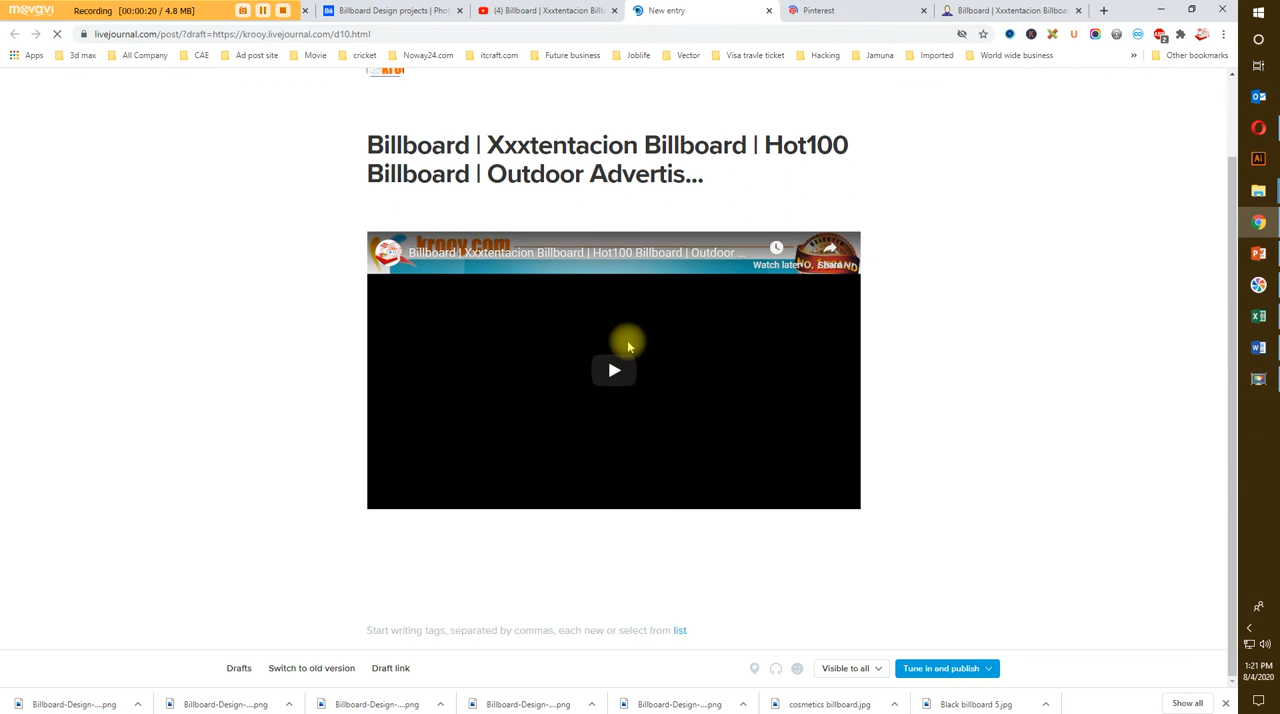 movavi Recording [00:00:20 / 4.8 MB]
Billboard Design projects | Phot
(4) Billboard | Xxxtentacion Billb
New entry
Pinterest
Billboard | Xxxtentacion Billboa
livejournal.com/post/?draft=https://krooy.livejournal.com/d10.html
Apps 3d max All Company CAE Ad post site Movie cricket Noway24.com itcraft.com Future business Joblife Vector Visa travle ticket Hacking Jamuna Imported World wide business » Other bookmarks
Billboard | Xxxtentacion Billboard | Hot100
Billboard | Outdoor Advertis...
krooy.com
Billboard | Xxxtentacion Billboard | Hot100 Billboard | Outdoor ...
Watch later Share
Start writing tags, separated by commas, each new or select from list
Drafts Switch to old version Draft link Visible to all Tune in and publish
Billboard-Design-....png Billboard-Design-....png Billboard-Design-....png Billboard-Design-....png Billboard-Design-....png cosmetics billboard.jpg Black billboard 5.jpg Show all
1:21 PM
8/4/2020